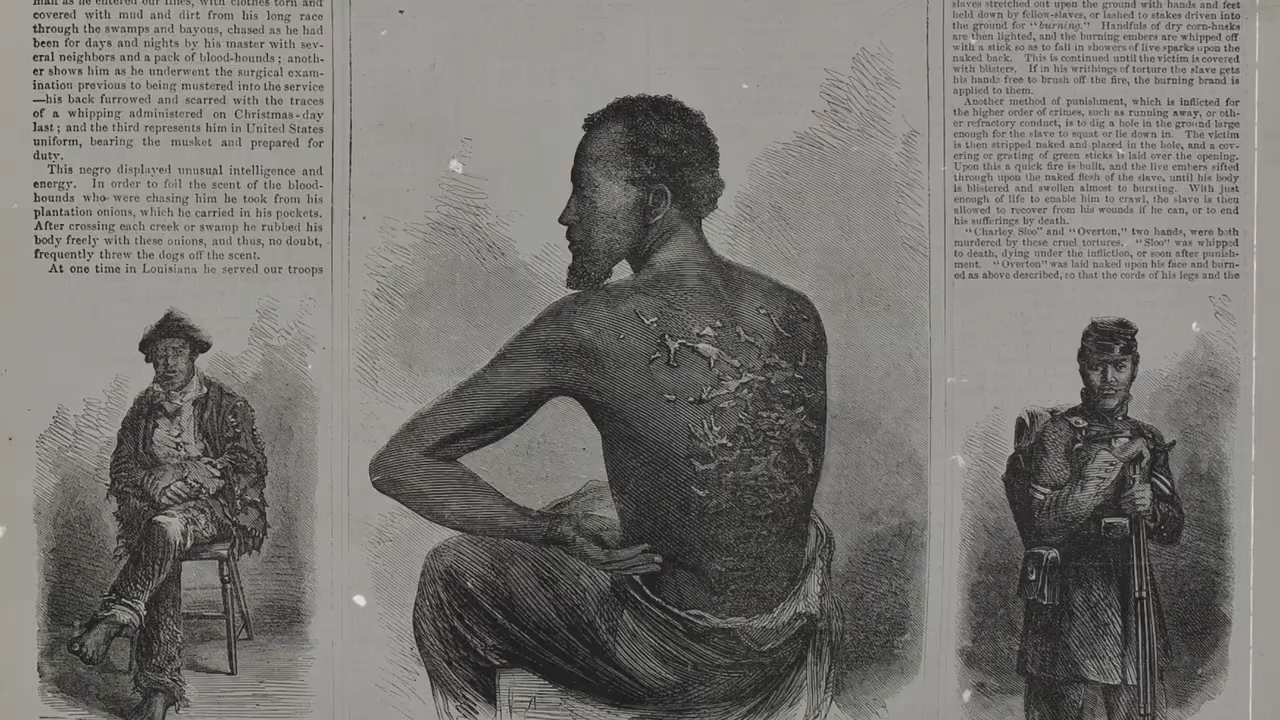 man as he entered our lines, with clothes torn and
covered with mud and dirt from his long race
through the swamps and bayous, chased as he had
been for days and nights by his master with sev-
eral neighbors and a pack of blood-hounds; anoth-
er shows him as he underwent the surgical exam-
ination previous to being mustered into the service
—his back furrowed and scarred with the traces
of a whipping administered on Christmas-day
last; and the third represents him in United States
uniform, bearing the musket and prepared for
duty.
This negro displayed unusual intelligence and
energy. In order to foil the scent of the blood-
hounds who were chasing him he took from his
plantation onions, which he carried in his pockets.
After crossing each creek or swamp he rubbed his
body freely with these onions, and thus, no doubt,
frequently threw the dogs off the scent.
At one time in Louisiana he served our troops
slaves stretched out upon the ground with hands and feet
held down by fellow-slaves, or lashed to stakes driven into
the ground for "burning." Handfuls of dry corn-husks
are then lighted, and the burning embers are whipped off
with a stick so as to fall in showers of live sparks upon the
naked back. This is continued until the victim is covered
with blisters. If in his writhings of torture the slave gets
his hands free to brush off the fire, the burning brand is
applied to them.
Another method of punishment, which is inflicted for
the higher order of crimes, such as running away, or oth-
er refractory conduct, is to dig a hole in the ground large
enough for the slave to squat or lie down in. The victim
is then stripped naked and placed in the hole, and a cov-
ering or grating of green sticks is laid over the opening.
Upon this a quick fire is built, and the live embers sifted
through upon the naked flesh of the slave, until his body
is blistered and swollen almost to bursting. With just
enough of life to enable him to crawl, the slave is then
allowed to recover from his wounds if he can, or to end
his sufferings by death.
"Charley Sloo" and "Overton," two hands, were both
murdered by these cruel tortures. "Sloo" was whipped
to death, dying under the infliction, or soon after punish-
ment. "Overton" was laid naked upon his face and burn-
ed as above described, so that the cords of his legs and the